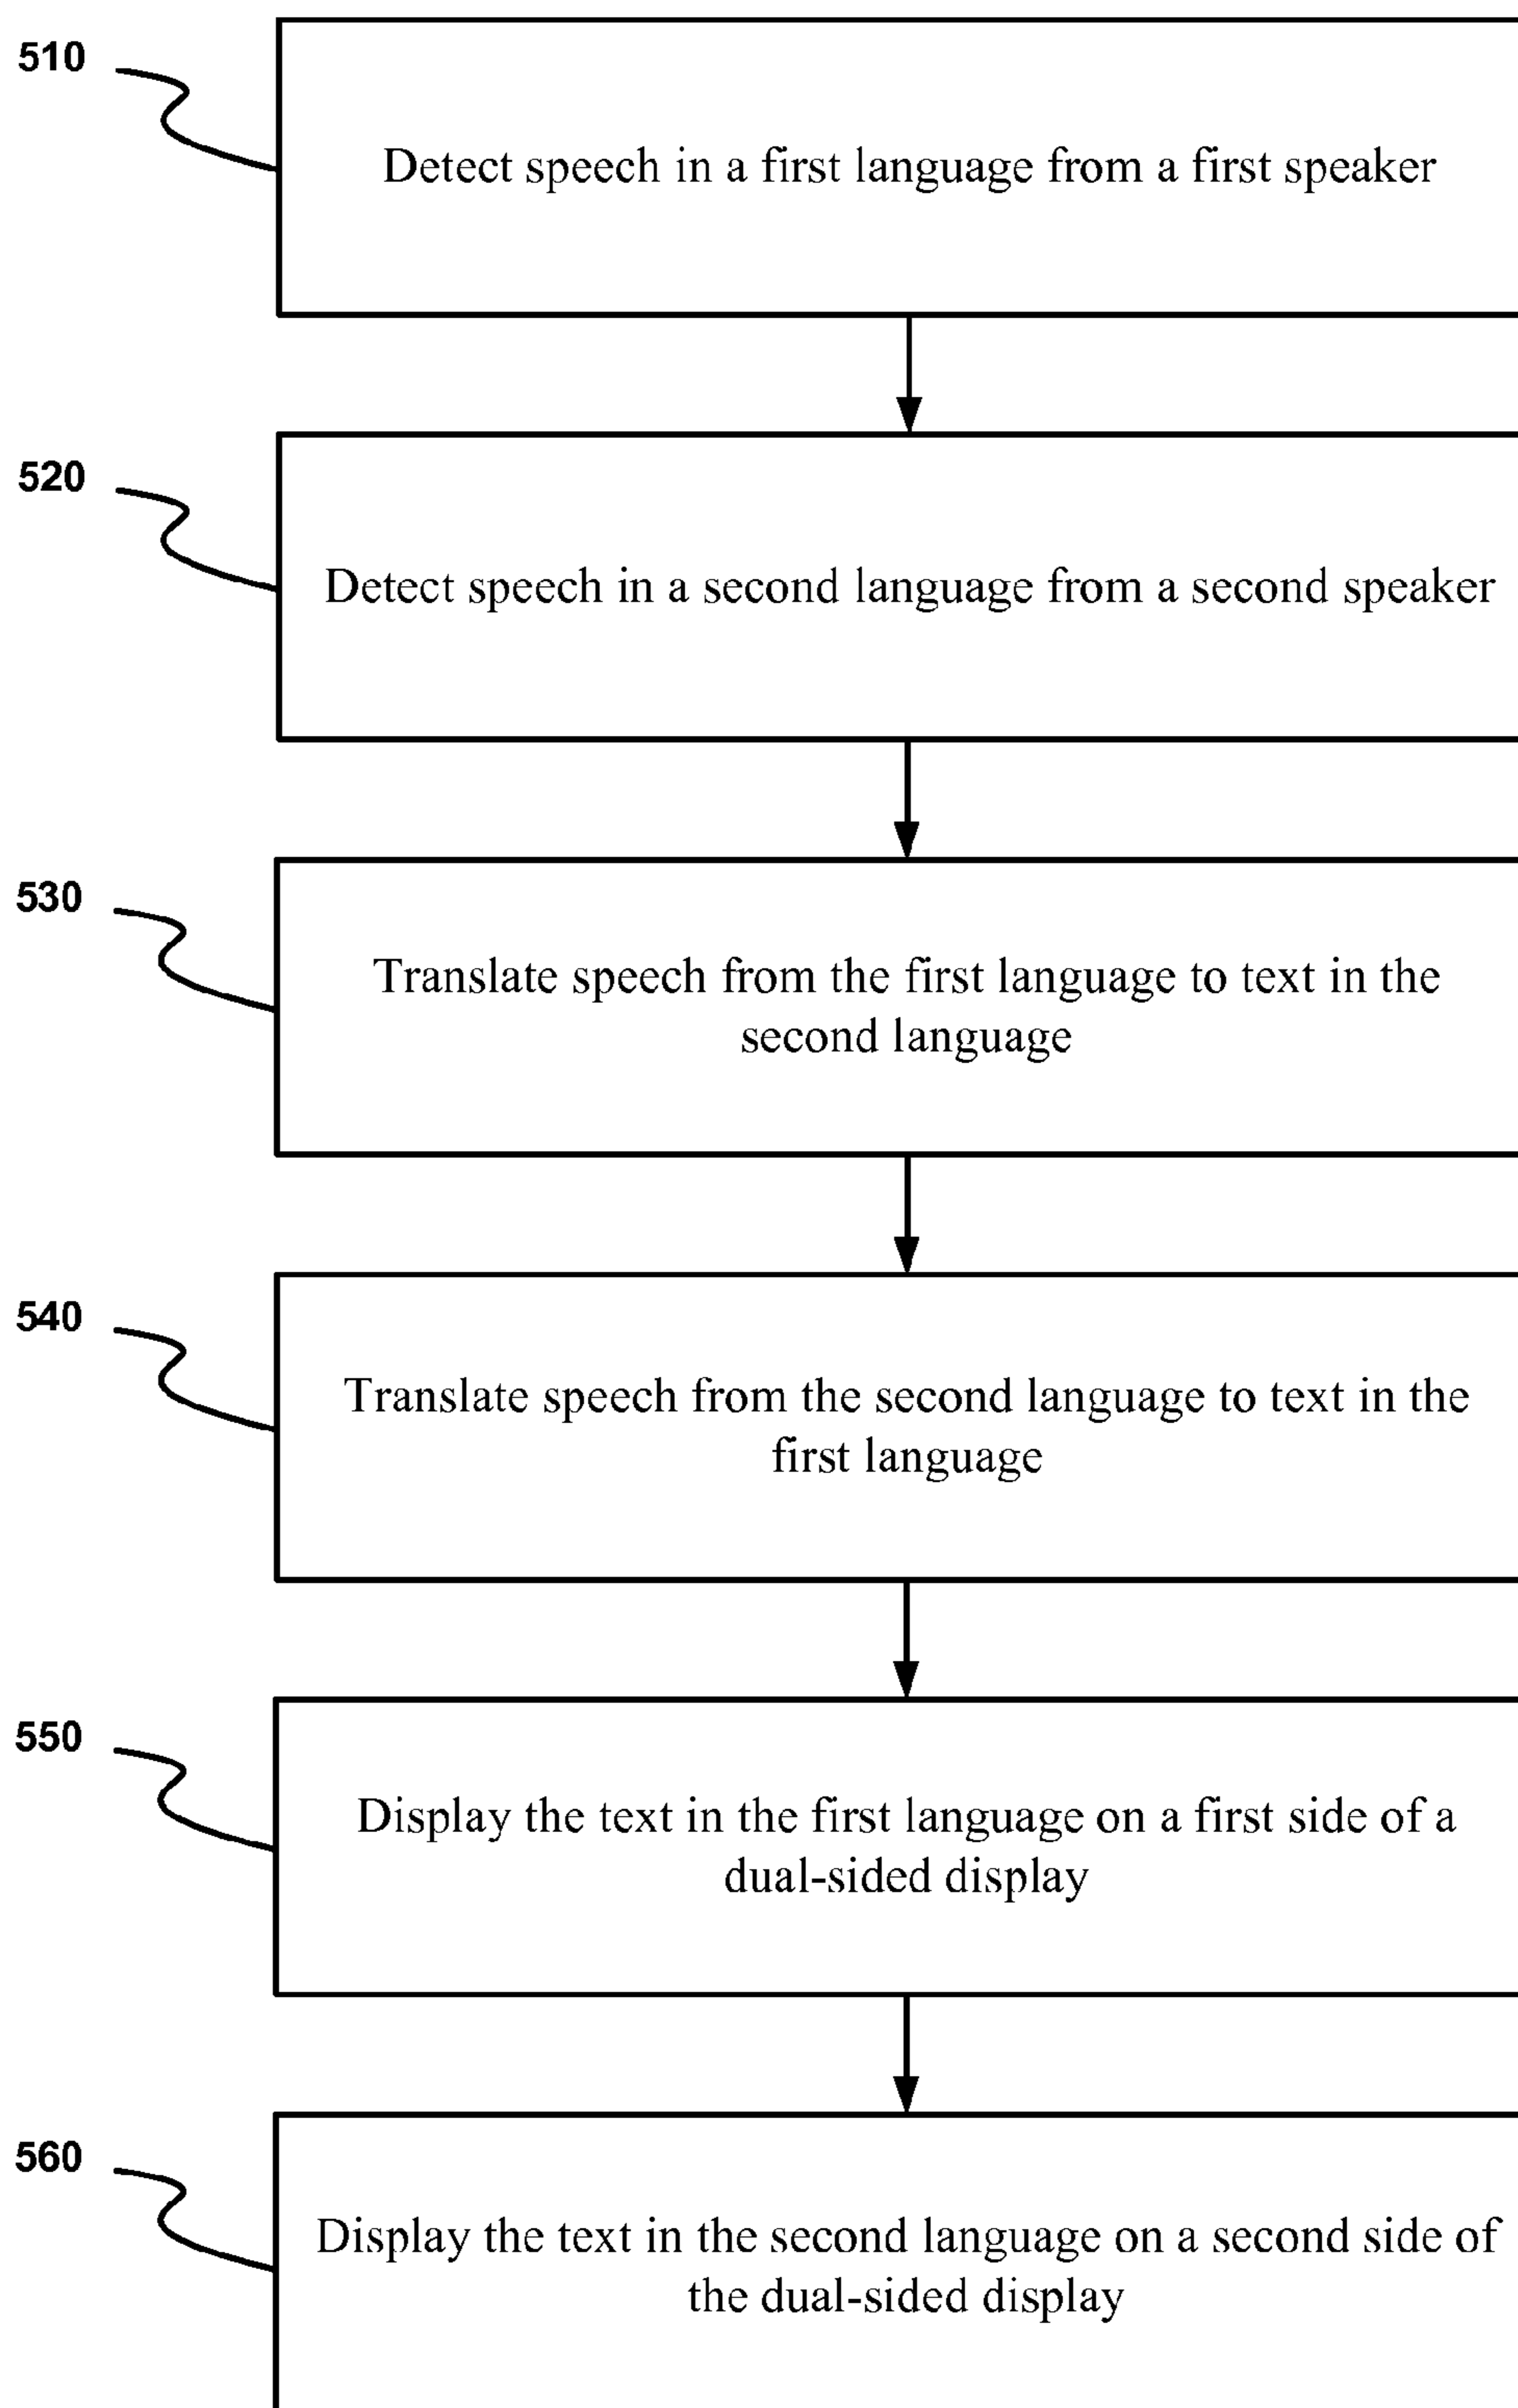 510
Detect speech in a first language from a first speaker
520
Detect speech in a second language from a second speaker
530
Translate speech from the first language to text in the
second language
540
Translate speech from the second language to text in the
first language
550
Display the text in the first language on a first side of a
dual-sided display
560
Display the text in the second language on a second side of
the dual-sided display